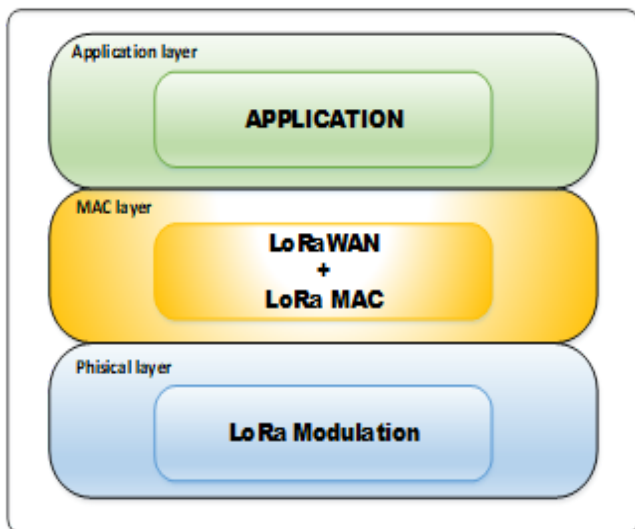 Application layer
APPLICATION
MAC layer
LoRaWAN
+
LoRa MAC
Phisical layer
LoRa Modulation